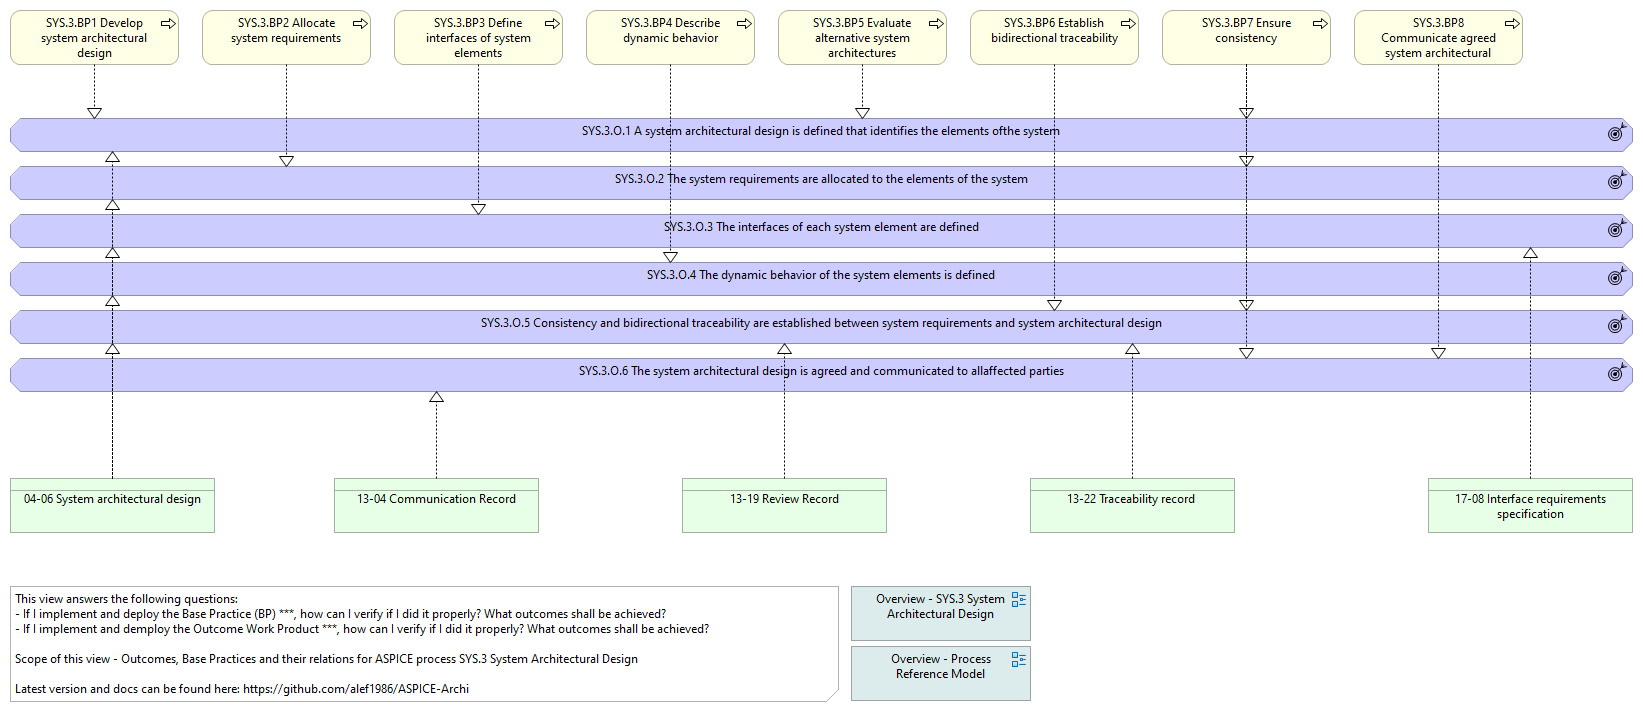 SYS.3.BP1 Develop
system architectural
design
SYS.3.BP2 Allocate
system requirements
SYS.3.BP3 Define
interfaces of system
elements
SYS.3.BP4 Describe
dynamic behavior
SYS.3.BP5 Evaluate
alternative system
architectures
SYS.3.BP6 Establish
bidirectional traceability
SYS.3.BP7 Ensure
consistency
SYS.3.BP8
Communicate agreed
system architectural
SYS.3.O.1 A system architectural design is defined that identifies the elements ofthe system
SYS.3.O.2 The system requirements are allocated to the elements of the system
SYS.3.O.3 The interfaces of each system element are defined
SYS.3.O.4 The dynamic behavior of the system elements is defined
SYS.3.O.5 Consistency and bidirectional traceability are established between system requirements and system architectural design
SYS.3.O.6 The system architectural design is agreed and communicated to allaffected parties
04-06 System architectural design
13-04 Communication Record
13-19 Review Record
13-22 Traceability record
17-08 Interface requirements
specification
This view answers the following questions:
- If I implement and deploy the Base Practice (BP) ***, how can I verify if I did it properly? What outcomes shall be achieved?
- If I implement and demploy the Outcome Work Product ***, how can I verify if I did it properly? What outcomes shall be achieved?
Scope of this view - Outcomes, Base Practices and their relations for ASPICE process SYS.3 System Architectural Design
Latest version and docs can be found here: https://github.com/alef1986/ASPICE-Archi
Overview - SYS.3 System
Architectural Design
Overview - Process
Reference Model